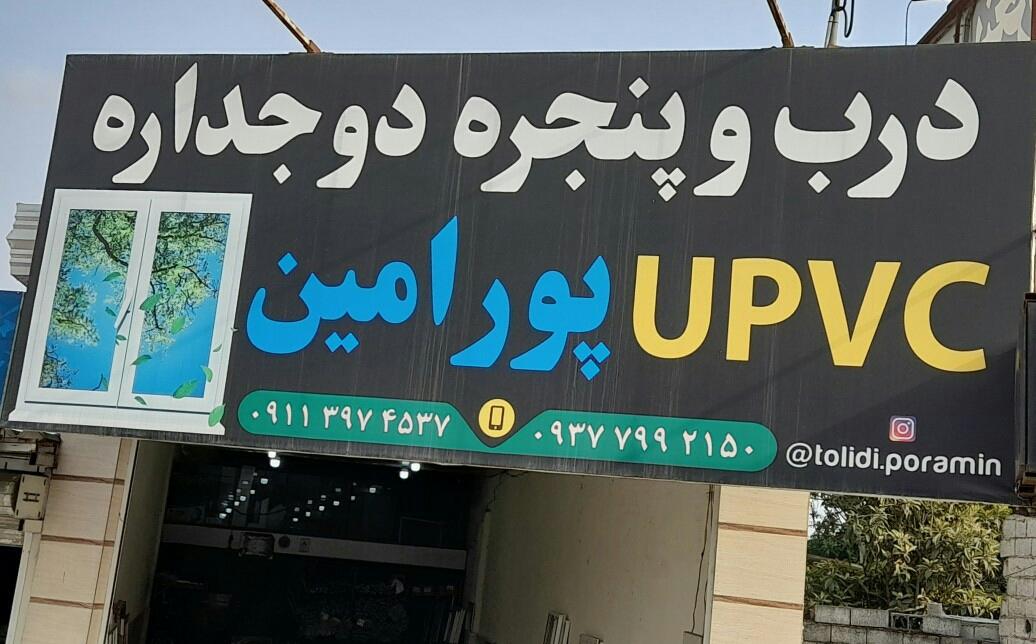 درب و پنجره دوجداره
UPVC پورامین
۰۹۱۱ ۳۹۷ ۴۵۳۷
۰۹۳۷ ۷۹۹ ۲۱۵۰
@tolidi.poramin